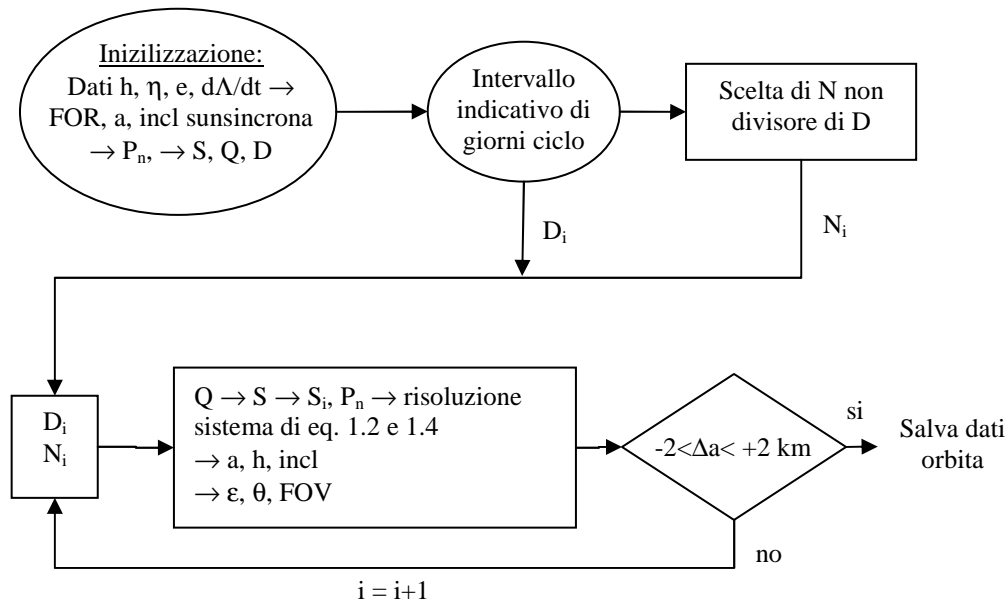 Inizilizzazione:
Dati h, η, e, dΛ/dt →
FOR, a, incl sunsincrona
→ Pn, → S, Q, D
Intervallo
indicativo di
giorni ciclo
Scelta di N non
divisore di D
Di
Ni
Di
Ni
Q → S → Si, Pn → risoluzione
sistema di eq. 1.2 e 1.4
→ a, h, incl
→ ε, θ, FOV
-2<Δa< +2 km
si
Salva dati
orbita
no
i = i+1